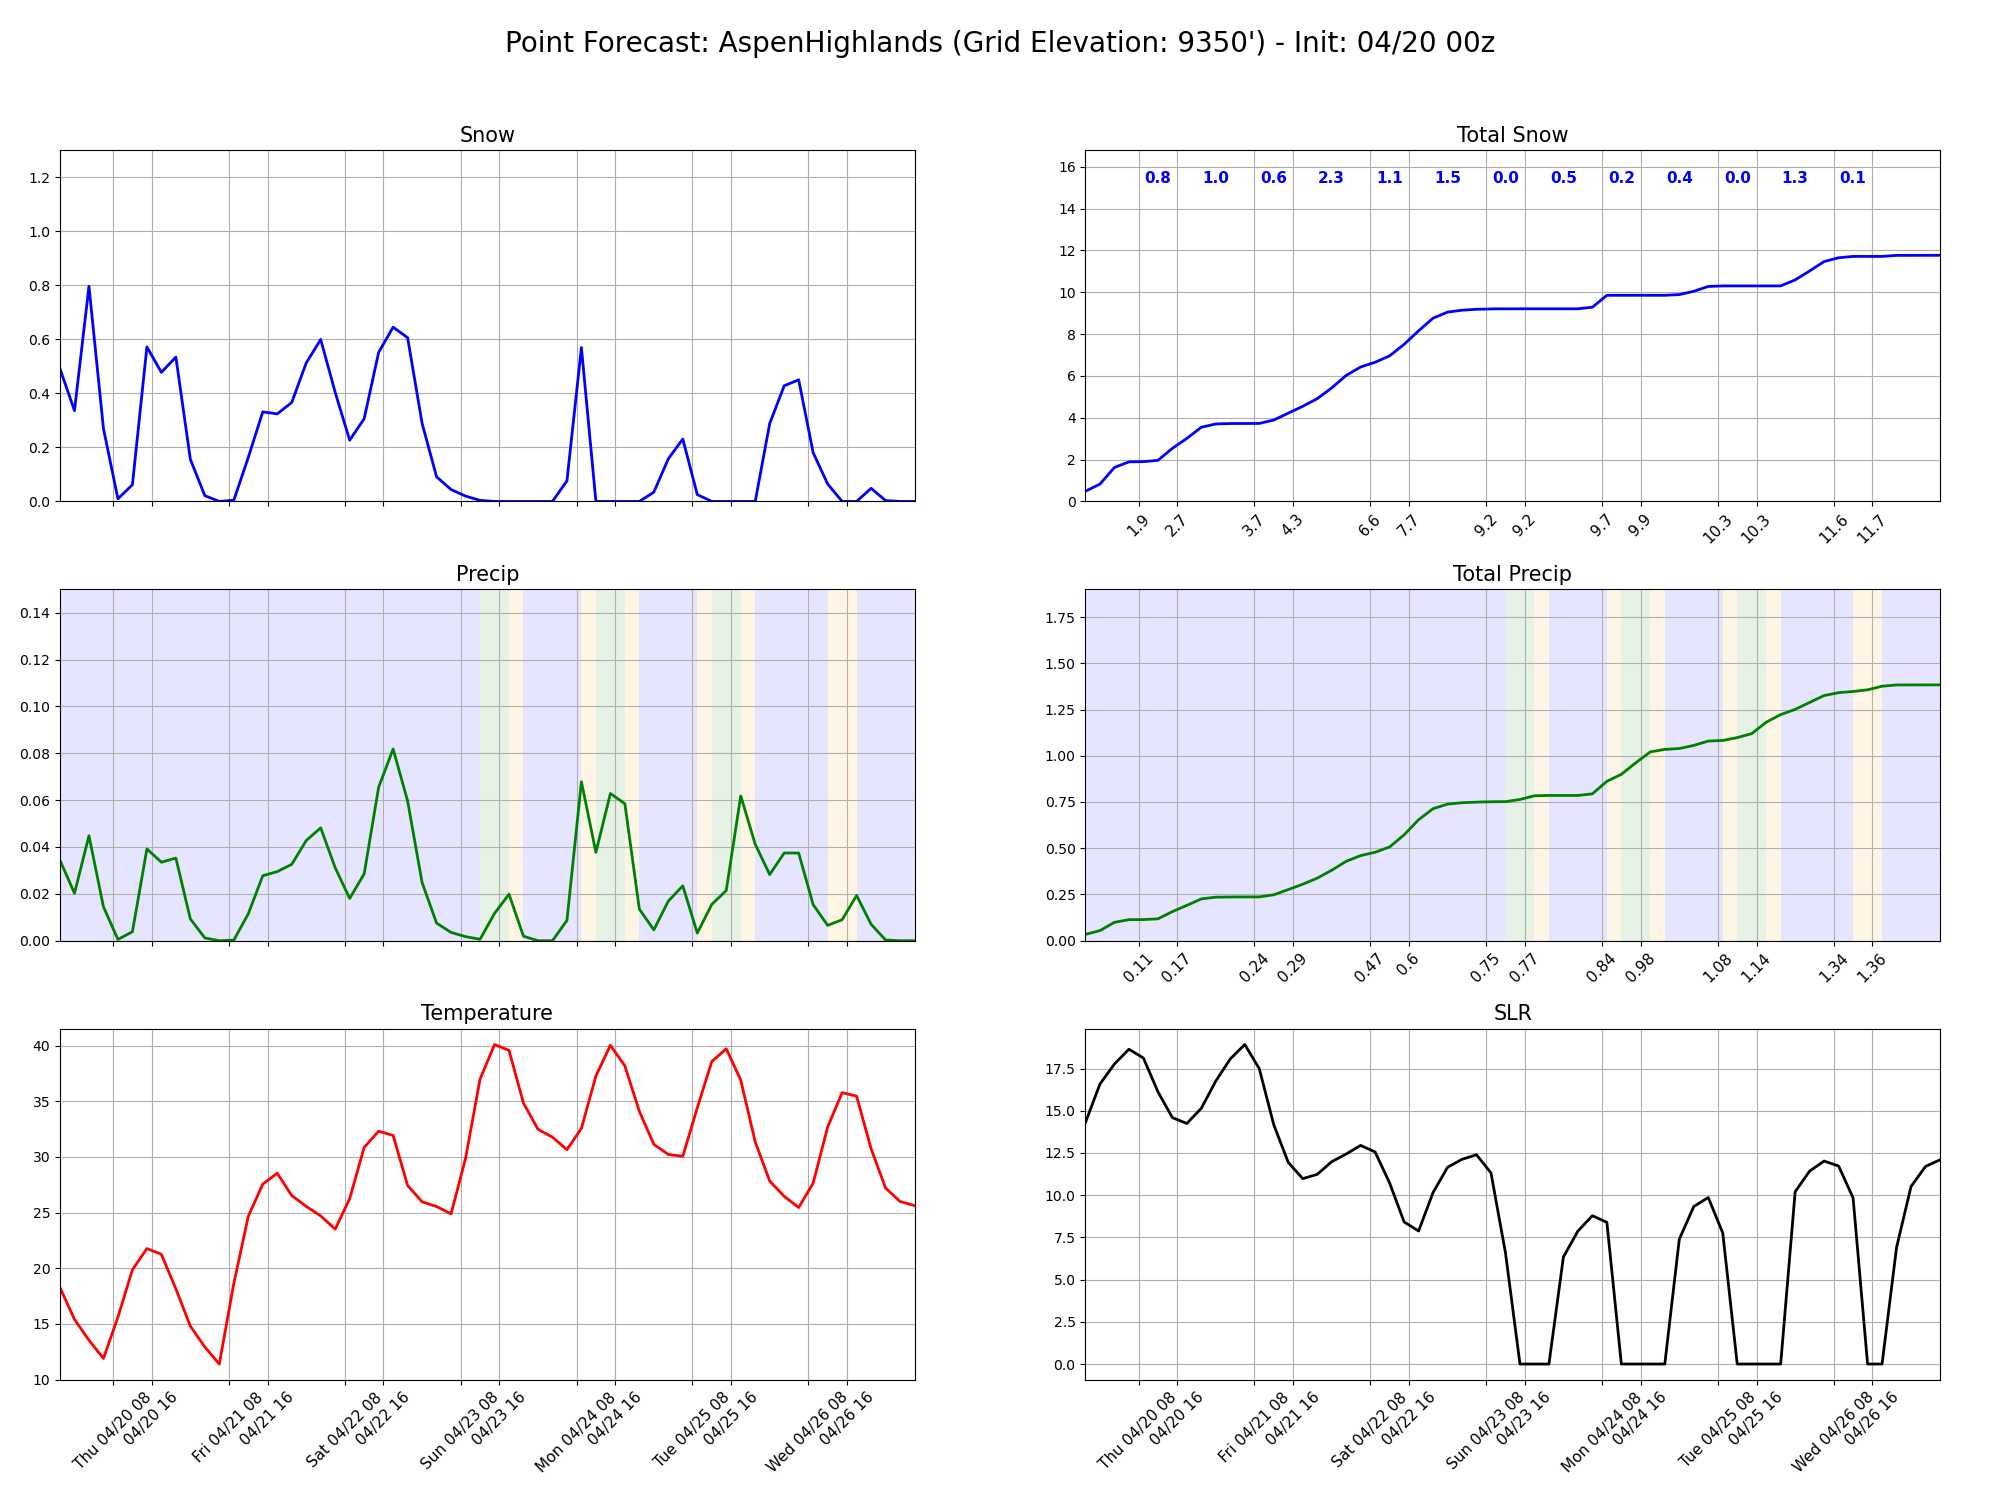 Point Forecast: AspenHighlands (Grid Elevation: 9350') - Init: 04/20 00z
Snow
1.2
1.0
0.8
0.6
0.4
0.2
0.0
Total Snow
16
14
12
10
8
6
4
2
0
0.8 1.0 0.6 2.3 1.1 1.5 0.0 0.5 0.2 0.4 0.0 1.3 0.1
1.9 2.7 3.7 4.3 6.6 7.7 9.2 9.2 9.7 9.9 10.3 10.3 11.6 11.7
Precip
0.14
0.12
0.10
0.08
0.06
0.04
0.02
0.00
Total Precip
1.75
1.50
1.25
1.00
0.75
0.50
0.25
0.00
0.11 0.17 0.24 0.29 0.47 0.6 0.75 0.77 0.84 0.98 1.08 1.14 1.34 1.36
Temperature
40
35
30
25
20
15
10
Thu 04/20 08
04/20 16
Fri 04/21 08
04/21 16
Sat 04/22 08
04/22 16
Sun 04/23 08
04/23 16
Mon 04/24 08
04/24 16
Tue 04/25 08
04/25 16
Wed 04/26 08
04/26 16
SLR
17.5
15.0
12.5
10.0
7.5
5.0
2.5
0.0
Thu 04/20 08
04/20 16
Fri 04/21 08
04/21 16
Sat 04/22 08
04/22 16
Sun 04/23 08
04/23 16
Mon 04/24 08
04/24 16
Tue 04/25 08
04/25 16
Wed 04/26 08
04/26 16